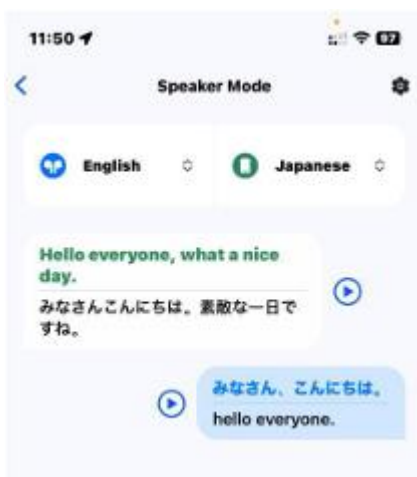 11:50
97
Speaker Mode
English
Japanese
Hello everyone, what a nice
day.
みなさんこんにちは。素敵な一日で
すね。
みなさん、こんにちは。
hello everyone.